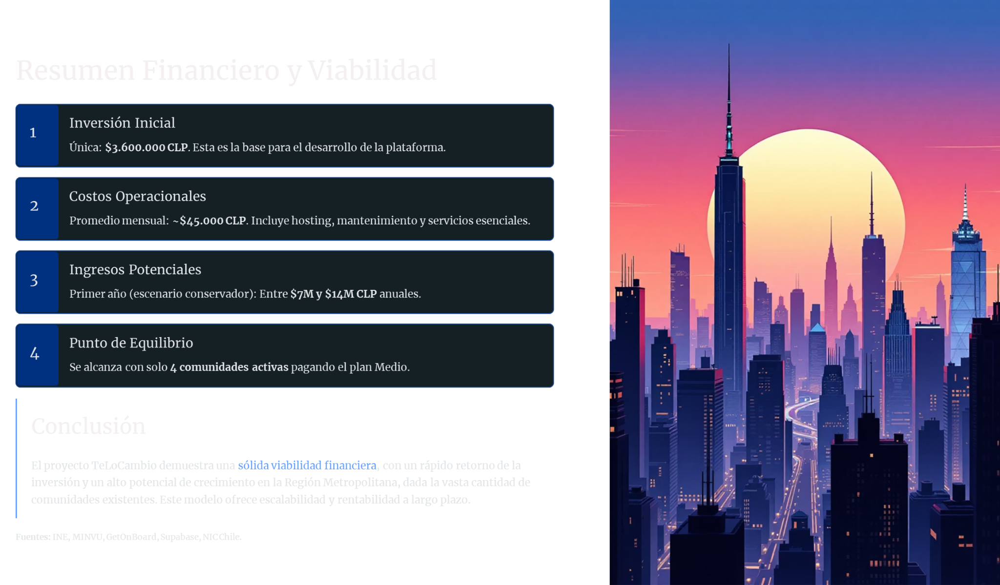 Resumen Financiero y Viabilidad
1
Inversión Inicial
Única: $3.600.000 CLP. Esta es la base para el desarrollo de la plataforma.
2
Costos Operacionales
Promedio mensual: ~$45.000 CLP. Incluye hosting, mantenimiento y servicios esenciales.
3
Ingresos Potenciales
Primer año (escenario conservador): Entre $7M y $14M CLP anuales.
4
Punto de Equilibrio
Se alcanza con solo 4 comunidades activas pagando el plan Medio.
Conclusión
El proyecto TeLoCambio demuestra una sólida viabilidad financiera, con un rápido retorno de la
inversión y un alto potencial de crecimiento en la Región Metropolitana, dada la vasta cantidad de
comunidades existentes. Este modelo ofrece escalabilidad y rentabilidad a largo plazo.
Fuentes: INE, MINVU, GetOnBoard, Supabase, NIC Chile.